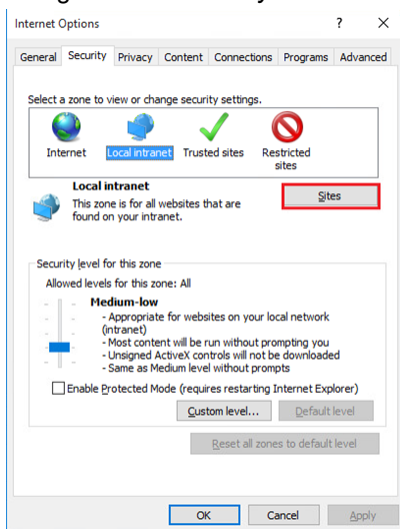 Internet Options ? ×
General Security Privacy Content Connections Programs Advanced
Select a zone to view or change security settings.
Internet Local intranet Trusted sites Restricted
sites
Local intranet
This zone is for all websites that are
found on your intranet.
Sites
Security level for this zone
Allowed levels for this zone: All
Medium-low
- Appropriate for websites on your local network
(intranet)
- Most content will be run without prompting you
- Unsigned ActiveX controls will not be downloaded
- Same as Medium level without prompts
Enable Protected Mode (requires restarting Internet Explorer)
Custom level... Default level
Reset all zones to default level
OK Cancel Apply